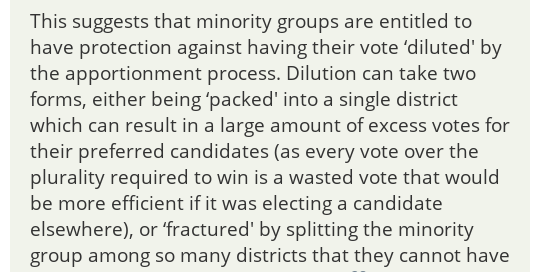 This suggests that minority groups are entitled to
have protection against having their vote ‘diluted' by
the apportionment process. Dilution can take two
forms, either being ‘packed' into a single district
which can result in a large amount of excess votes for
their preferred candidates (as every vote over the
plurality required to win is a wasted vote that would
be more efficient if it was electing a candidate
elsewhere), or ‘fractured' by splitting the minority
group among so many districts that they cannot have